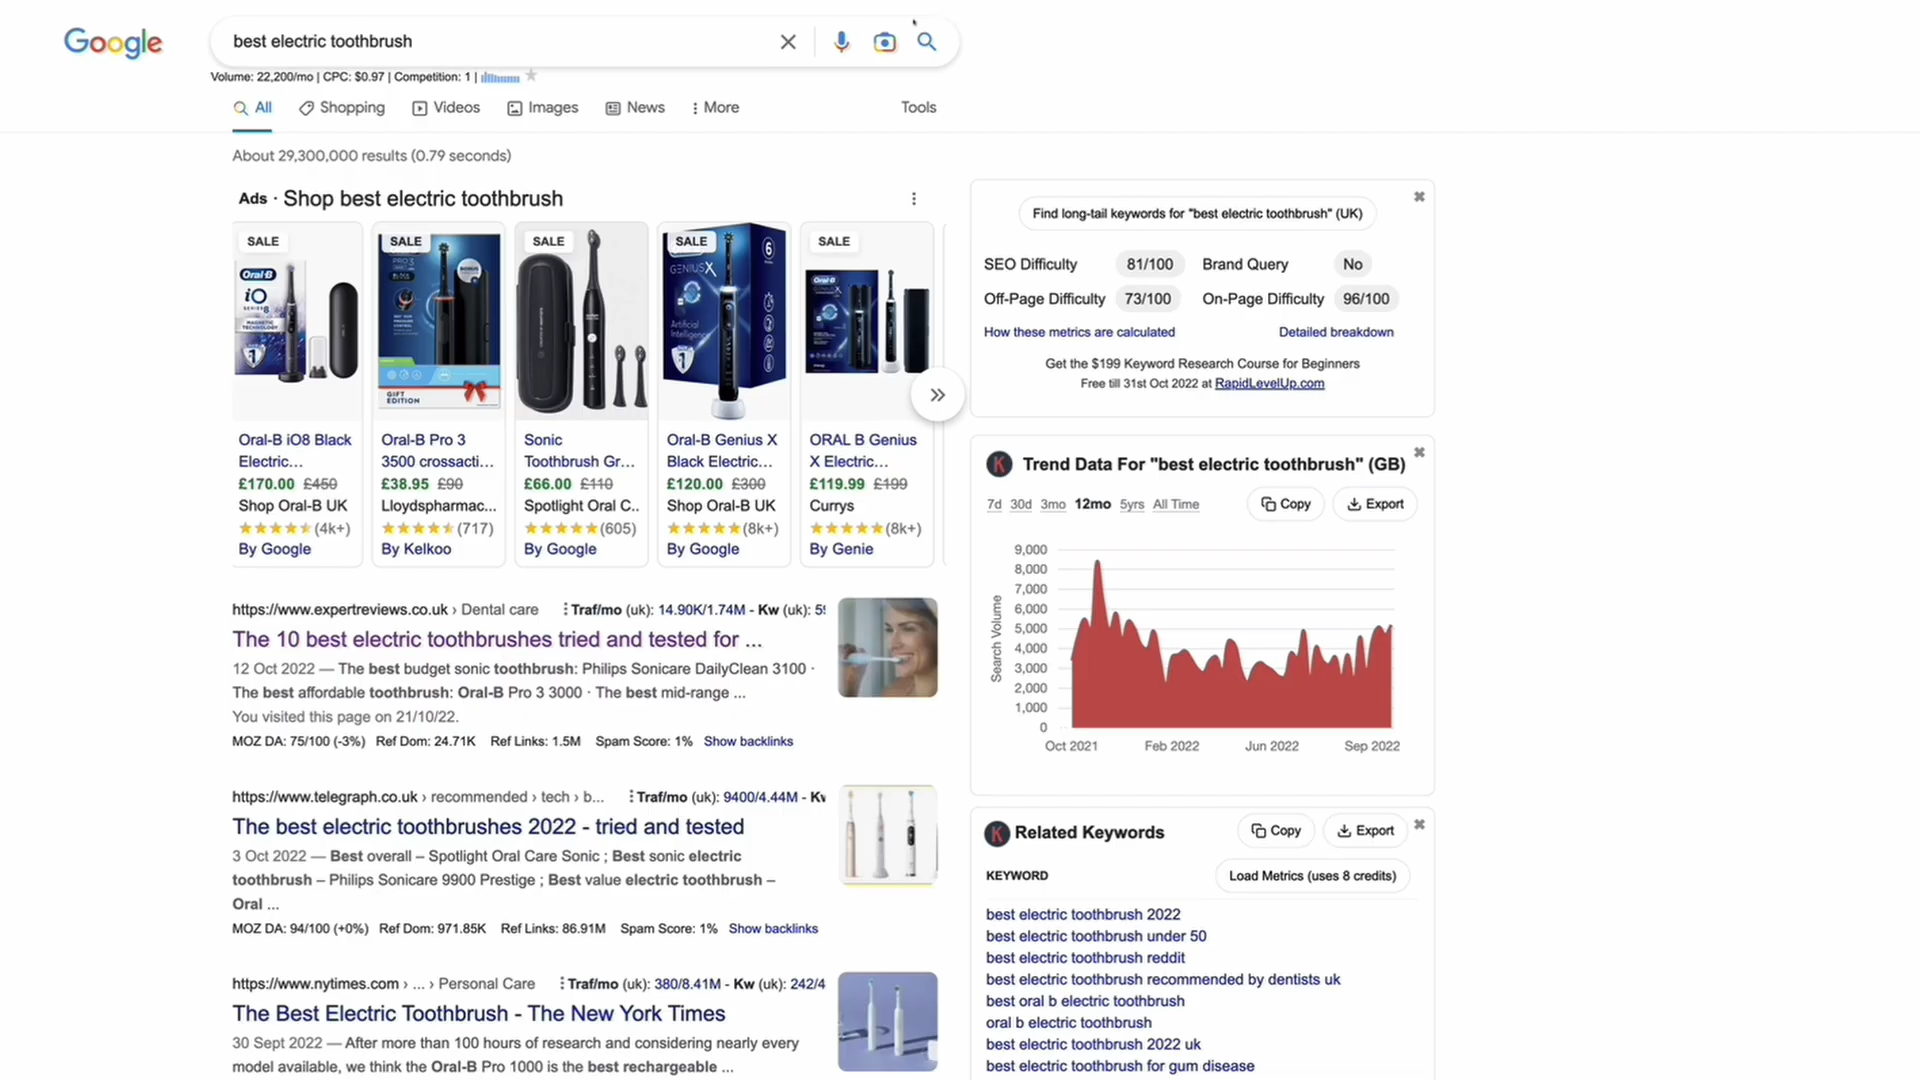 Google
best electric toothbrush
Volume: 22,200/mo | CPC: $0.97 | Competition: 1 |
All
Shopping
Videos
Images
News
More
Tools
About 29,300,000 results (0.79 seconds)
Ads · Shop best electric toothbrush
SALE
Oral-B
iO
SERIES 8
MAGNETIC
TECHNOLOGY
Oral-B iO8 Black
Electric...
£170.00 £450
Shop Oral-B UK
(4k+)
By Google
SALE
PRO 3
GIFT
EDITION
Oral-B Pro 3
3500 crossacti...
£38.95 £90
Lloydspharmac...
(717)
By Kelkoo
SALE
Sonic
Toothbrush Gr...
£66.00 £110
Spotlight Oral C..
(605)
By Google
SALE
GENIUS X
Artificial
Intelligence
6
Oral-B Genius X
Black Electric...
£120.00 £300
Shop Oral-B UK
(8k+)
By Google
SALE
Oral-B
GENIUS X
ORAL B Genius
X Electric...
£119.99 £199
Currys
(8k+)
By Genie
https://www.expertreviews.co.uk › Dental care
Traf/mo (uk): 14.90K/1.74M - Kw (uk):
The 10 best electric toothbrushes tried and tested for ...
12 Oct 2022 — The best budget sonic toothbrush: Philips Sonicare DailyClean 3100 ·
The best affordable toothbrush: Oral-B Pro 3 3000 · The best mid-range ...
You visited this page on 21/10/22.
MOZ DA: 75/100 (-3%) Ref Dom: 24.71K Ref Links: 1.5M Spam Score: 1% Show backlinks
https://www.telegraph.co.uk › recommended › tech › b...
Traf/mo (uk): 9400/4.44M -
The best electric toothbrushes 2022 - tried and tested
3 Oct 2022 — Best overall – Spotlight Oral Care Sonic ; Best sonic electric
toothbrush – Philips Sonicare 9900 Prestige ; Best value electric toothbrush –
Oral ...
MOZ DA: 94/100 (+0%) Ref Dom: 971.85K Ref Links: 86.91M Spam Score: 1% Show backlinks
https://www.nytimes.com › ... › Personal Care
Traf/mo (uk): 380/8.41M - Kw (uk): 242/4
The Best Electric Toothbrush - The New York Times
30 Sept 2022 — After more than 100 hours of research and considering nearly every
model available, we think the Oral-B Pro 1000 is the best rechargeable ...
Find long-tail keywords for "best electric toothbrush" (UK)
SEO Difficulty 81/100 Brand Query No
Off-Page Difficulty 73/100 On-Page Difficulty 96/100
How these metrics are calculated Detailed breakdown
Get the $199 Keyword Research Course for Beginners
Free till 31st Oct 2022 at RapidLevelUp.com
K Trend Data For "best electric toothbrush" (GB)
7d 30d 3mo 12mo 5yrs All Time Copy Export
Search Volume
9,000
8,000
7,000
6,000
5,000
4,000
3,000
2,000
1,000
0
Oct 2021 Feb 2022 Jun 2022 Sep 2022
K Related Keywords Copy Export
KEYWORD Load Metrics (uses 8 credits)
best electric toothbrush 2022
best electric toothbrush under 50
best electric toothbrush reddit
best electric toothbrush recommended by dentists uk
best oral b electric toothbrush
oral b electric toothbrush
best electric toothbrush 2022 uk
best electric toothbrush for gum disease